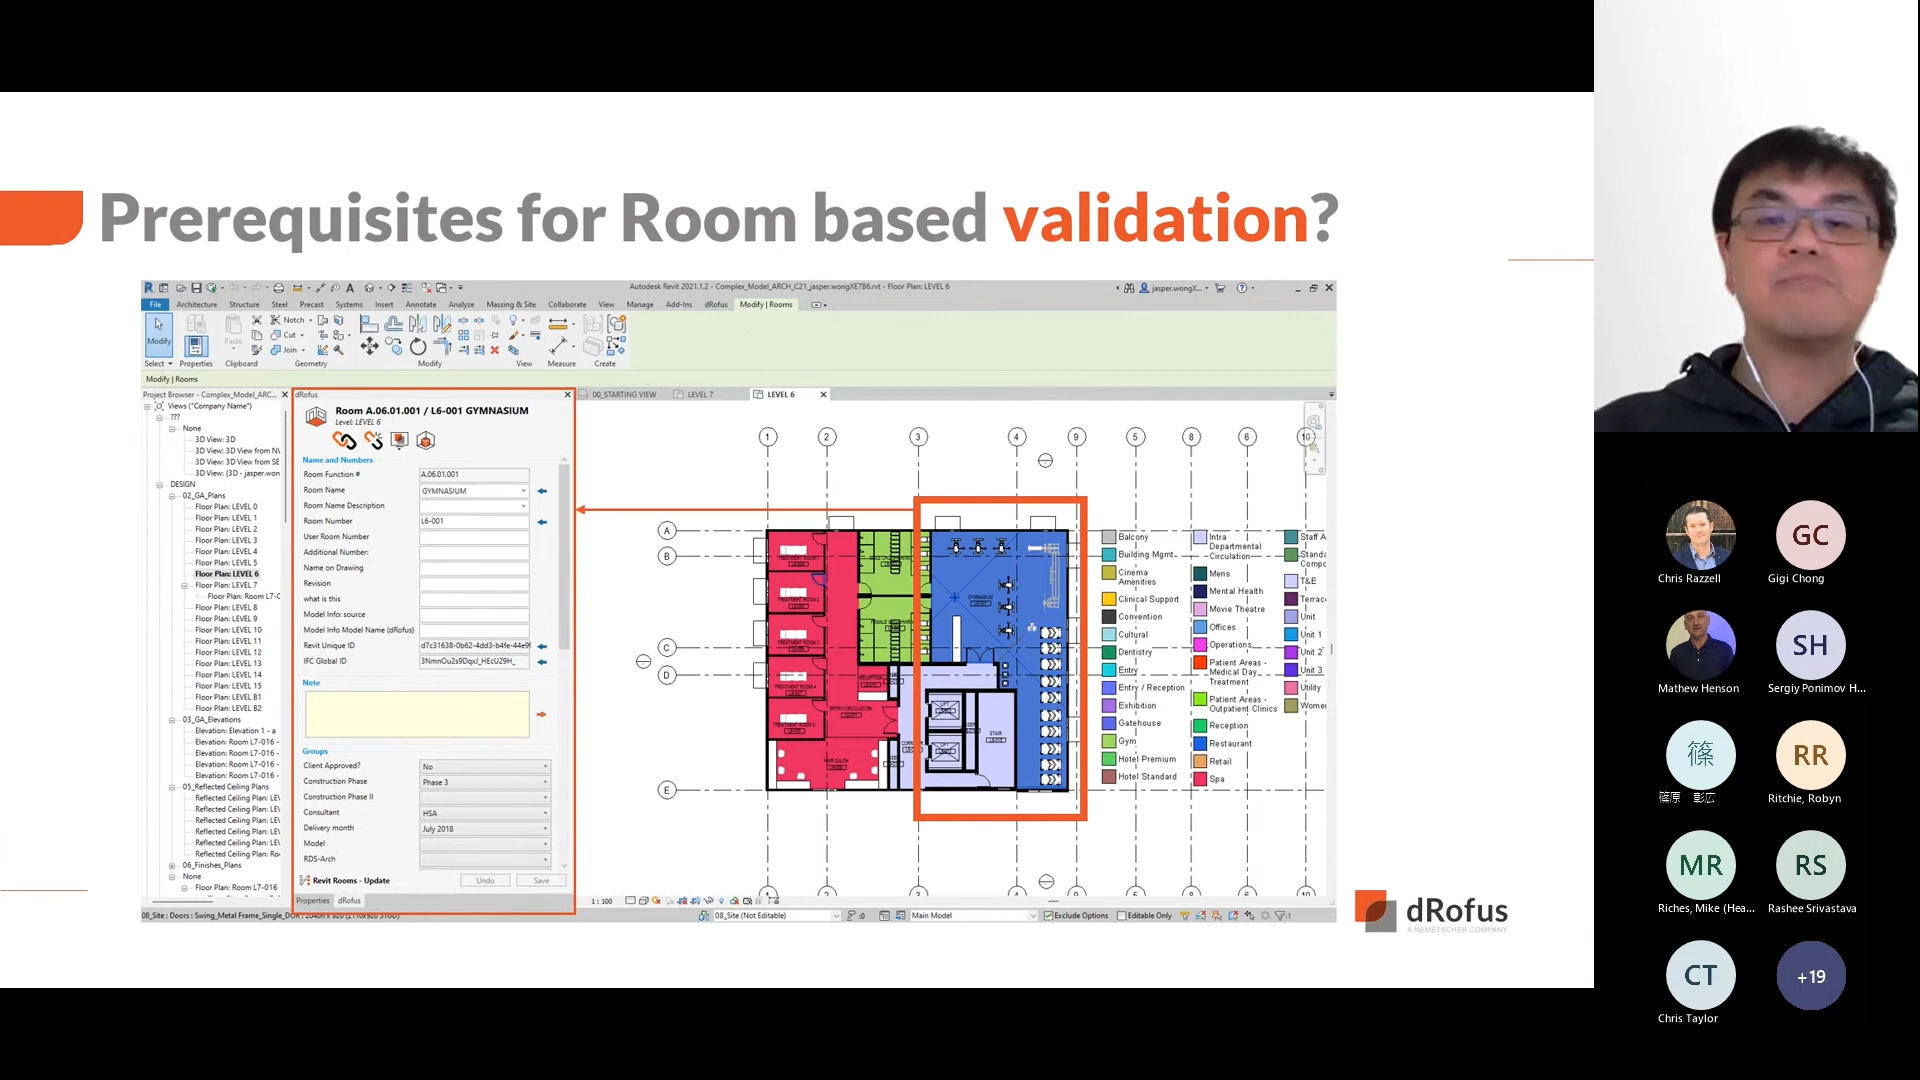 Prerequisites for Room based validation?
Autodesk Revit 2021.1.2 - Complex_Model_ARCH_C21_jasper.wongXE7B6.rvt - Floor Plan: LEVEL 6
jasper.wongX...
File Architecture Structure Steel Precast Systems Insert Annotate Analyze Massing & Site Collaborate View Manage Add-Ins dRofus Modify | Rooms
Modify
Paste
Notch
Cut
Join
Select Properties Clipboard Geometry Modify View Measure Create
Modify | Rooms
Project Browser - Complex_Model_ARC...
Views ("Company Name")
???
None
3D View: 3D
3D View: 3D View from NV
3D View: 3D View from SE
3D View: {3D - jasper.won
DESIGN
02_GA_Plans
Floor Plan: LEVEL 0
Floor Plan: LEVEL 1
Floor Plan: LEVEL 2
Floor Plan: LEVEL 3
Floor Plan: LEVEL 4
Floor Plan: LEVEL 5
Floor Plan: LEVEL 6
Floor Plan: LEVEL 7
Floor Plan: Room L7-0
Floor Plan: LEVEL 8
Floor Plan: LEVEL 9
Floor Plan: LEVEL 10
Floor Plan: LEVEL 11
Floor Plan: LEVEL 12
Floor Plan: LEVEL 13
Floor Plan: LEVEL 14
Floor Plan: LEVEL 15
Floor Plan: LEVEL B1
Floor Plan: LEVEL B2
03_GA_Elevations
Elevation: Elevation 1 - a
Elevation: Room L7-016 -
Elevation: Room L7-016 -
Elevation: Room L7-016 -
Elevation: Room L7-016 -
05_Reflected Ceiling Plans
Reflected Ceiling Plan: LE
Reflected Ceiling Plan: LE
Reflected Ceiling Plan: LE
Reflected Ceiling Plan: LE
Reflected Ceiling Plan: LE
Reflected Ceiling Plan: Ro
06_Finishes_Plans
None
Floor Plan: Room L7-016
dRofus
Room A.06.01.001 / L6-001 GYMNASIUM
Level: LEVEL 6
Name and Numbers
Room Function # A.06.01.001
Room Name GYMNASIUM
Room Name Description
Room Number L6-001
User Room Number
Additional Number:
Name on Drawing
Revision
what is this
Model Info: source
Model Info Model Name (dRofus)
Revit Unique ID d7c31638-0b62-4dd3-b4fe-44e9f
IFC Global ID 3NmnOu2s9DqxJ_HEcU29H_
Note
Groups
Client Approved? No
Construction Phase Phase 3
Construction Phase II
Consultant HSA
Delivery month July 2018
Model
RDS-Arch
Revit Rooms - Update Undo Save
Properties dRofus
00_STARTING VIEW LEVEL 7 LEVEL 6
1 2 3 4 9 5 8 6 10
A
B
C
D
E
Balcony
Building Mgmt.
Cinema Amenities
Clinical Support
Convention
Cultural
Dentistry
Entry
Entry / Reception
Exhibition
Gatehouse
Gym
Hotel Premium
Hotel Standard
Intra Departmental Circulation
Mens
Mental Health
Movie Theatre
Offices
Operations
Patient Areas - Medical Day Treatment
Patient Areas - Outpatient Clinics
Reception
Restaurant
Retail
Spa
Staff A
Standa
Compo
T&E
Terrac
Unit
Unit 1
Unit 2
Unit 3
Utility
Wome
1 : 100
08_Site (Not Editable) :0 Main Model Exclude Options Editable Only :1
dRofus
A NEMETSCHEK COMPANY
GC
Chris Razzell Gigi Chong
SH
Mathew Henson Sergiy Ponimov H...
篠 RR
篠原 彰広 Ritchie, Robyn
MR RS
Riches, Mike (Hea... Rashee Srivastava
CT +19
Chris Taylor